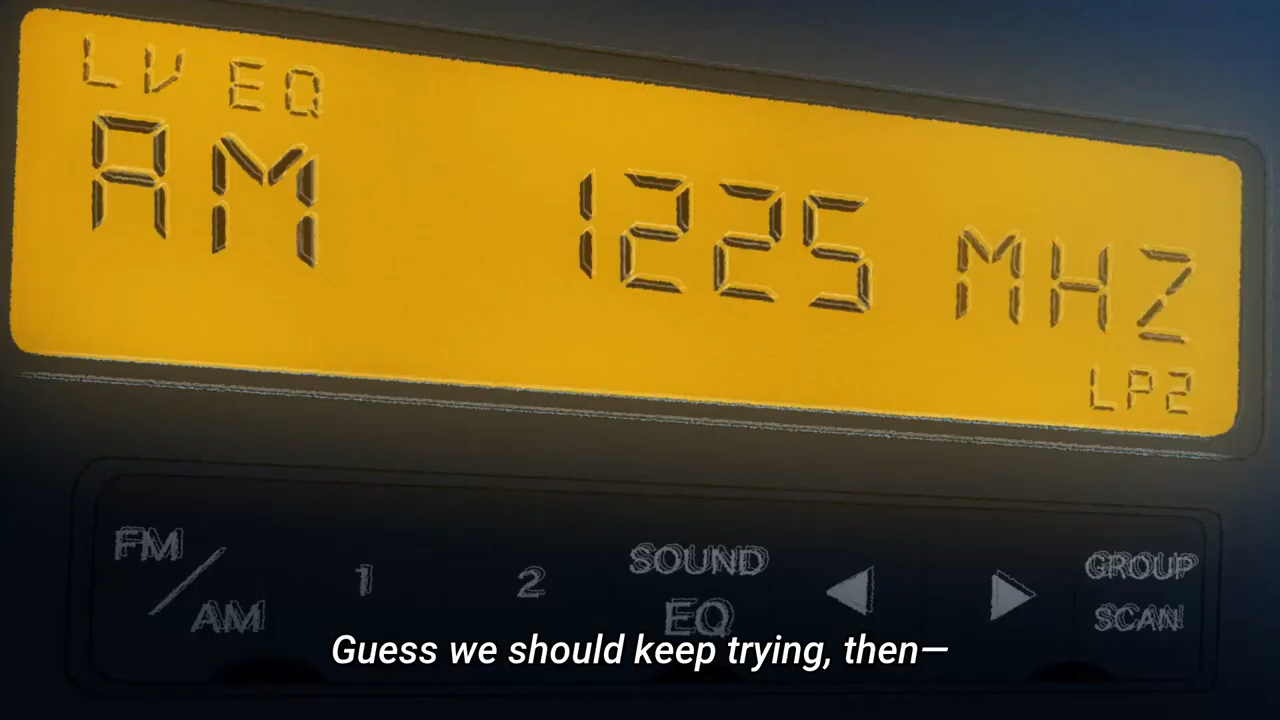 LV EQ
AM 1225 MHZ
LP2
FM/AM 1 2 SOUND EQ ◀ ▶ GROUP SCAN
Guess we should keep trying, then—